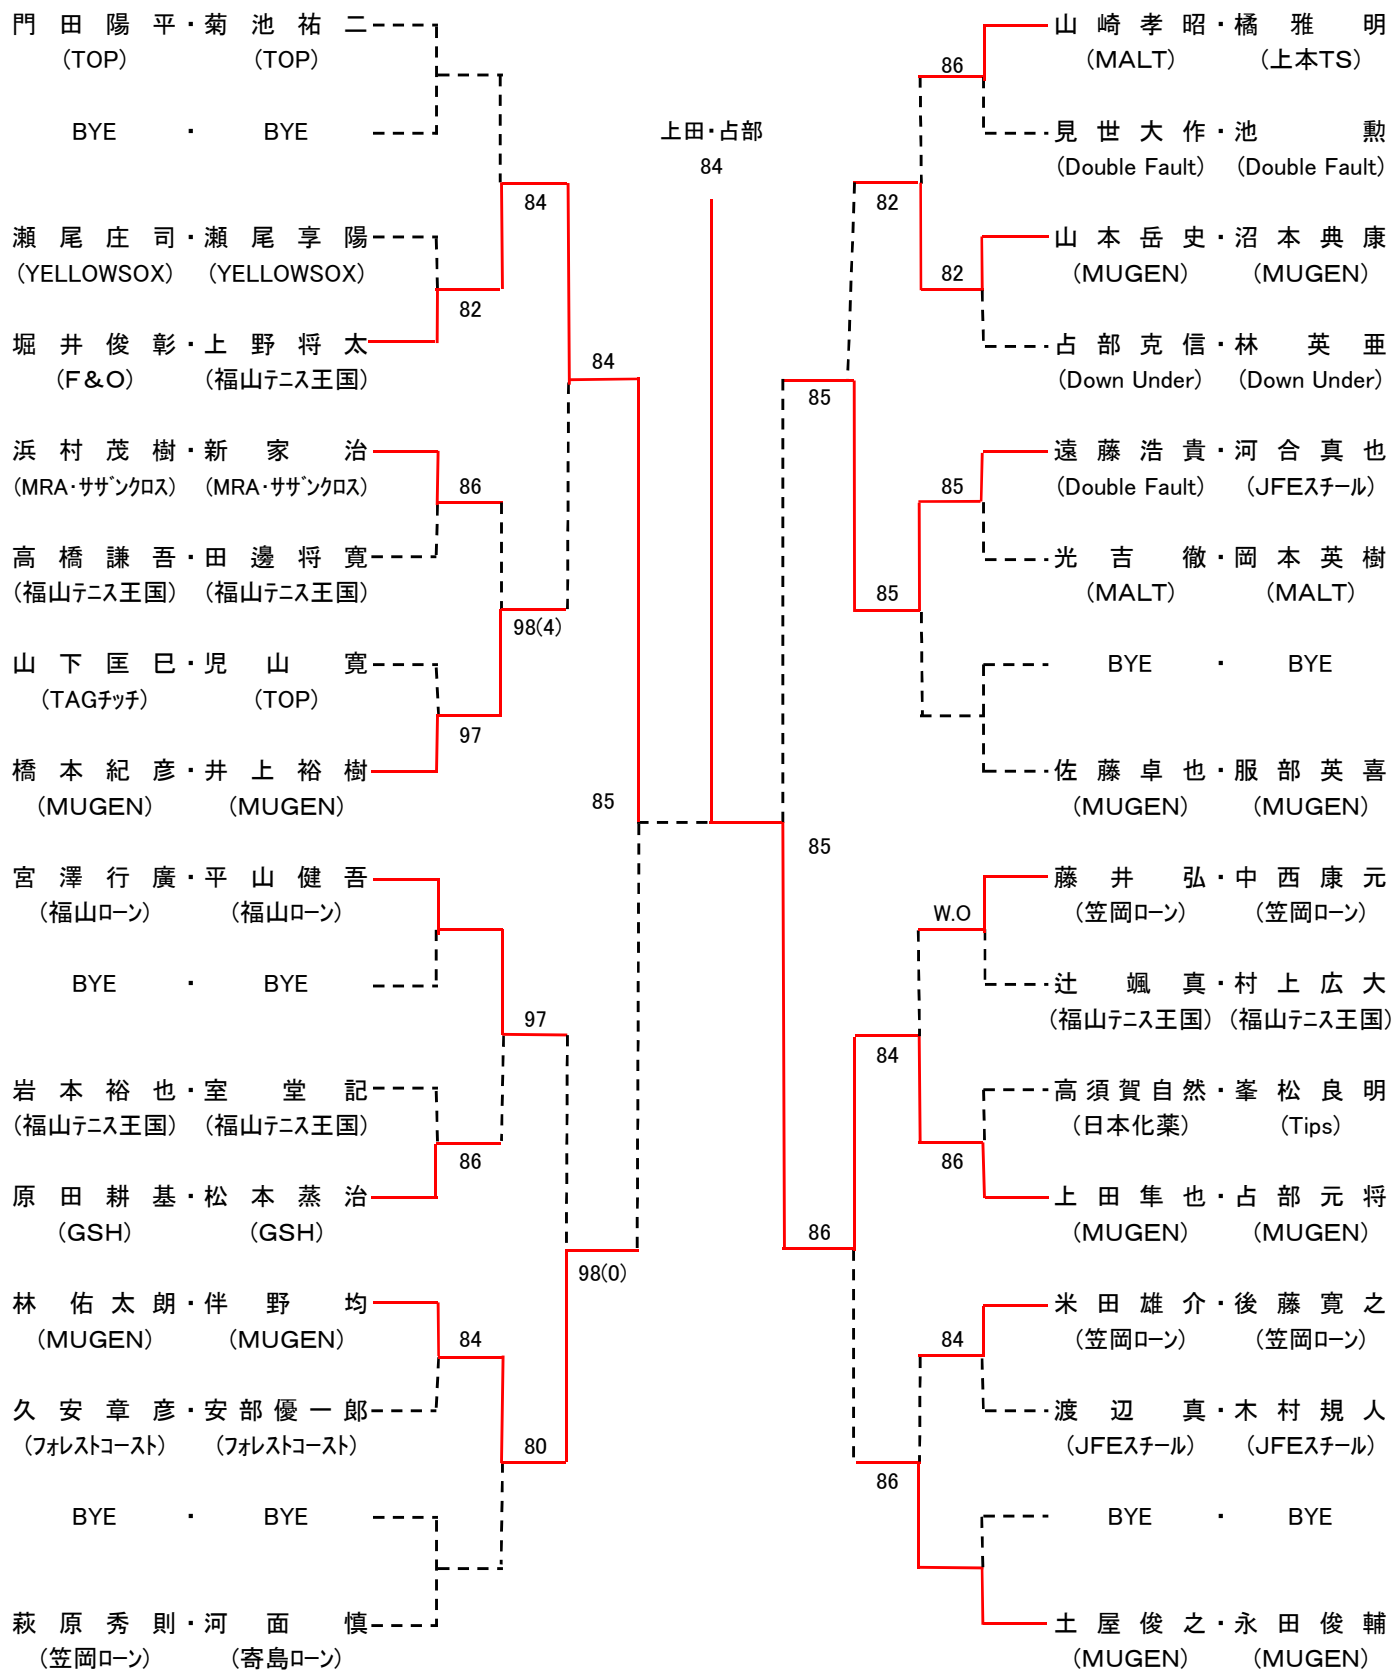 門田陽平・菊池祐二
(TOP) (TOP)
BYE ・ BYE
84
瀬尾庄司・瀬尾享陽
(YELLOWSOX) (YELLOWSOX)
82
堀井俊彰・上野将太
(F&O) (福山テニス王国)
84
浜村茂樹・新家治
(MRA・サザンクロス) (MRA・サザンクロス)
86
高橋謙吾・田邊将寛
(福山テニス王国) (福山テニス王国)
98(4)
山下匡巳・児山寛
(TAGチッチ) (TOP)
97
橋本紀彦・井上裕樹
(MUGEN) (MUGEN)
85
宮澤行廣・平山健吾
(福山ローン) (福山ローン)
BYE ・ BYE
97
岩本裕也・室堂記
(福山テニス王国) (福山テニス王国)
86
原田耕基・松本蒸治
(GSH) (GSH)
98(0)
林佑太朗・伴野均
(MUGEN) (MUGEN)
84
久安章彦・安部優一郎
(フォレストコースト) (フォレストコースト)
80
BYE ・ BYE
萩原秀則・河面慎
(笠岡ローン) (寄島ローン)
上田・占部
84
山崎孝昭・橘雅明
(MALT) (上本TS)
86
見世大作・池勲
(Double Fault) (Double Fault)
82
山本岳史・沼本典康
(MUGEN) (MUGEN)
82
占部克信・林英亜
(Down Under) (Down Under)
85
遠藤浩貴・河合真也
(Double Fault) (JFEスチール)
85
光吉徹・岡本英樹
(MALT) (MALT)
85
BYE ・ BYE
佐藤卓也・服部英喜
(MUGEN) (MUGEN)
85
藤井弘・中西康元
(笠岡ローン) (笠岡ローン)
W.O
辻颯真・村上広大
(福山テニス王国) (福山テニス王国)
84
高須賀自然・峯松良明
(日本化薬) (Tips)
86
上田隼也・占部元将
(MUGEN) (MUGEN)
86
米田雄介・後藤寛之
(笠岡ローン) (笠岡ローン)
84
渡辺真・木村規人
(JFEスチール) (JFEスチール)
86
BYE ・ BYE
土屋俊之・永田俊輔
(MUGEN) (MUGEN)